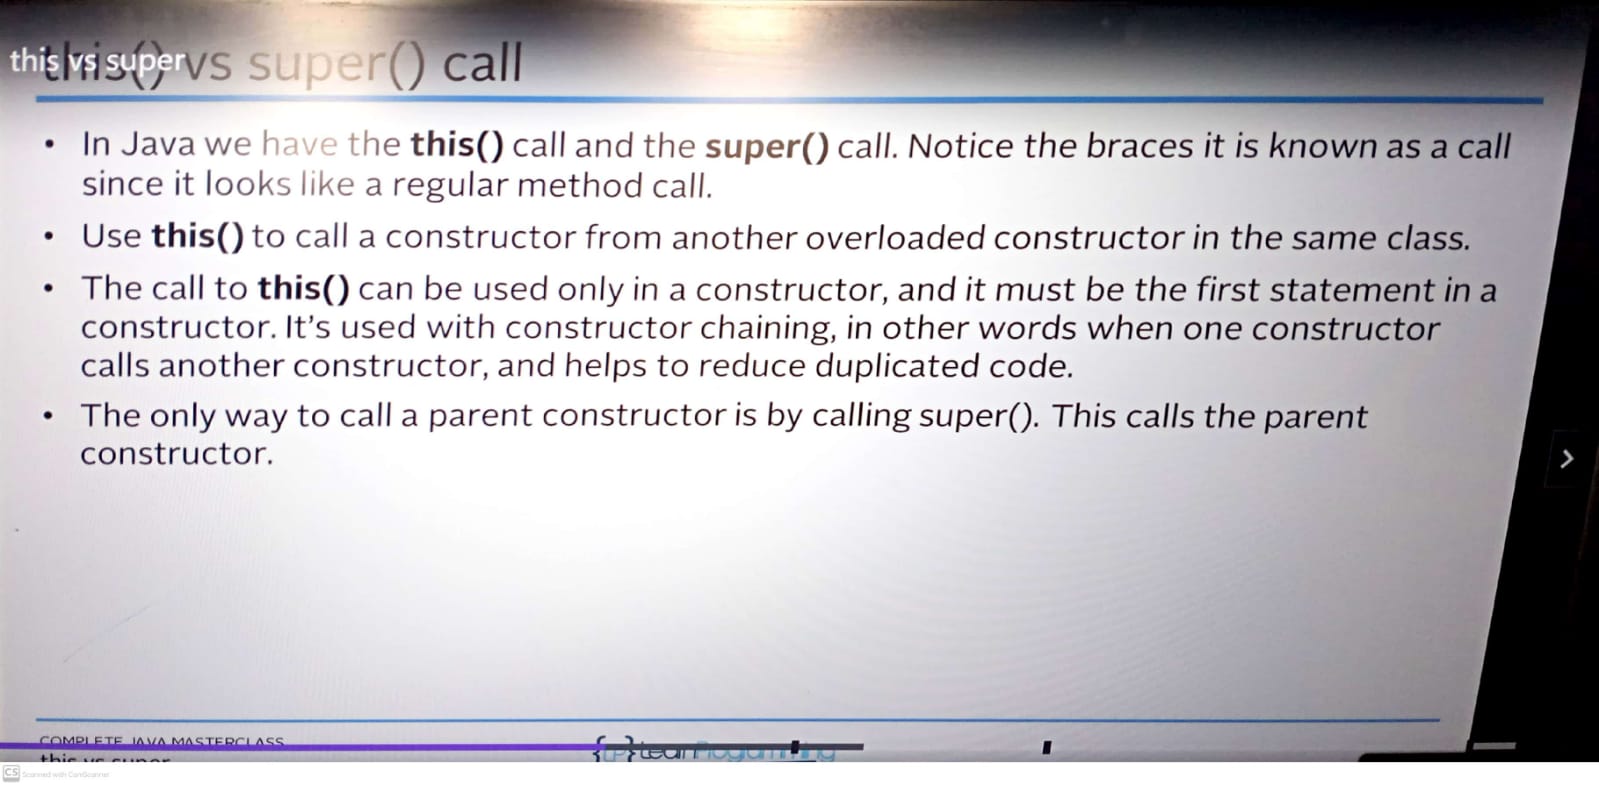 this vs super
this() vs super() call
• In Java we have the this() call and the super() call. Notice the braces it is known as a call
since it looks like a regular method call.
• Use this() to call a constructor from another overloaded constructor in the same class.
• The call to this() can be used only in a constructor, and it must be the first statement in a
constructor. It’s used with constructor chaining, in other words when one constructor
calls another constructor, and helps to reduce duplicated code.
• The only way to call a parent constructor is by calling super(). This calls the parent
constructor.
COMPLETE JAVA MASTERCLASS
this vs super
CS Scanned with CamScanner